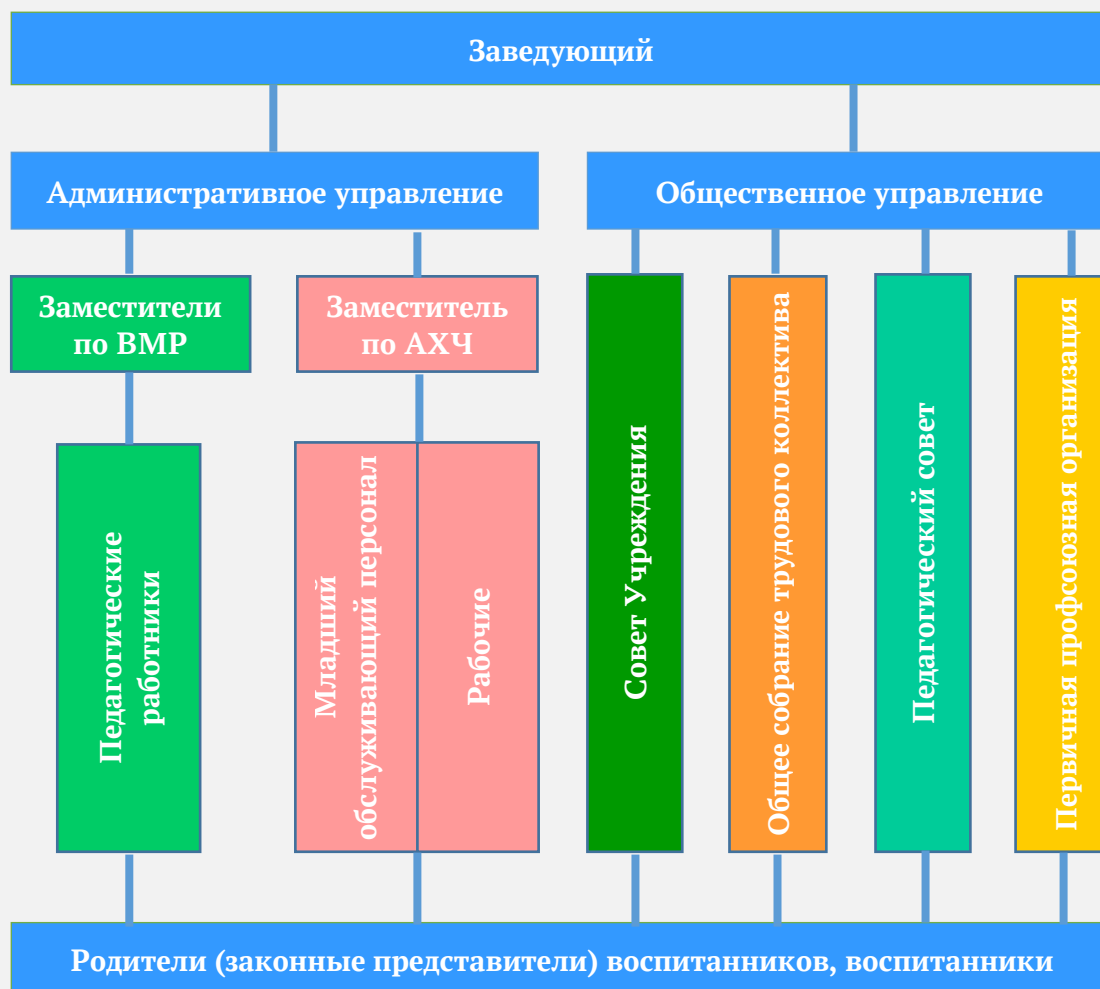 Заведующий
Административное управление
Общественное управление
Заместители
по ВМР
Заместитель
по АХЧ
Педагогические
работники
Младший
обслуживающий персонал
Рабочие
Совет Учреждения
Общее собрание трудового коллектива
Педагогический совет
Первичная профсоюзная организация
Родители (законные представители) воспитанников, воспитанники